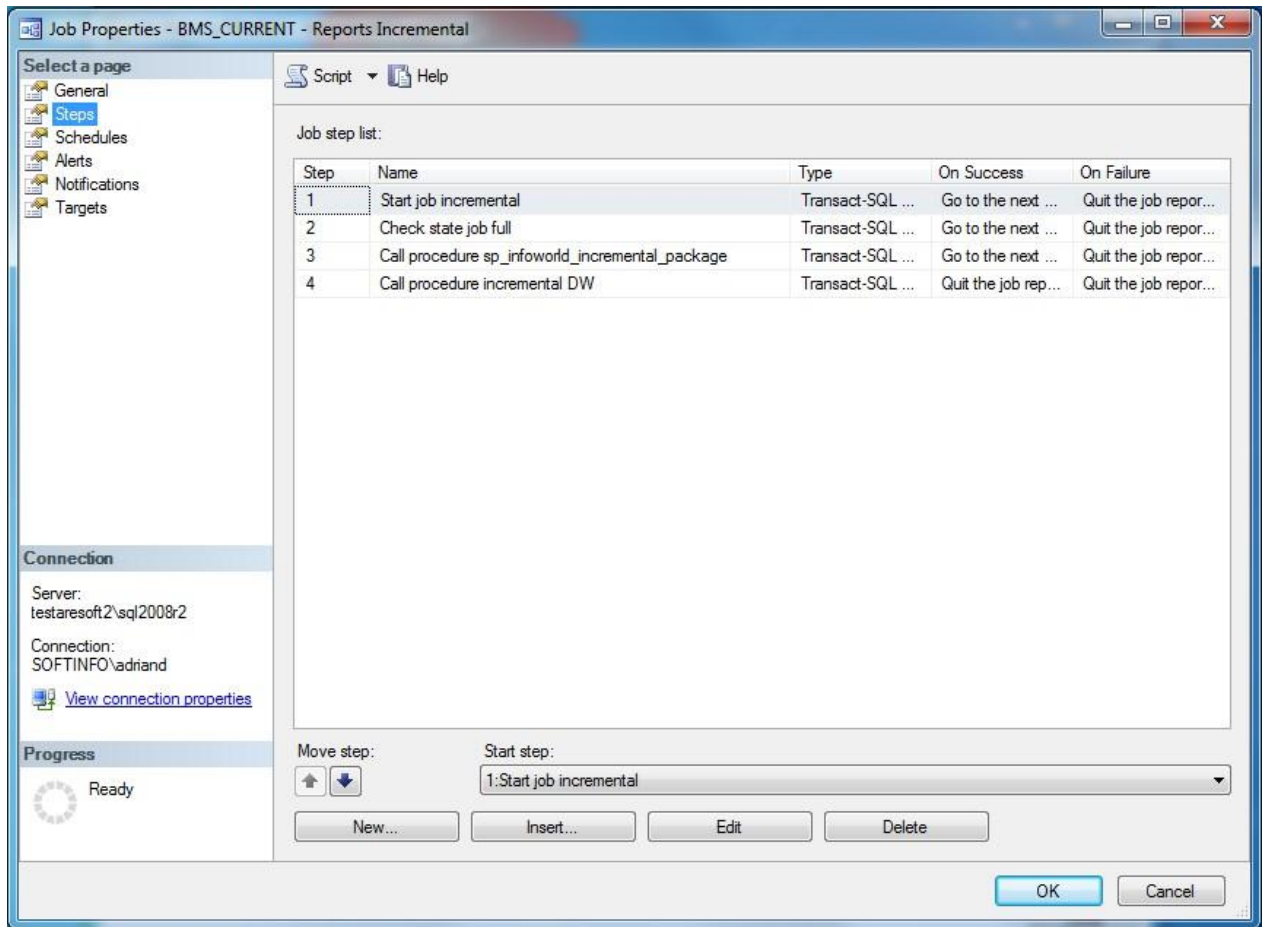 Job Properties - BMS_CURRENT - Reports Incremental
Select a page
General
Steps
Schedules
Alerts
Notifications
Targets
Script Help
Job step list:
Step Name Type On Success On Failure
1 Start job incremental Transact-SQL ... Go to the next ... Quit the job repor...
2 Check state job full Transact-SQL ... Go to the next ... Quit the job repor...
3 Call procedure sp_infoworld_incremental_package Transact-SQL ... Go to the next ... Quit the job repor...
4 Call procedure incremental DW Transact-SQL ... Quit the job rep... Quit the job repor...
Connection
Server:
testaresoft2\sql2008r2
Connection:
SOFTINFO\adriand
View connection properties
Progress
Ready
Move step: Start step:
1:Start job incremental
New... Insert... Edit Delete
OK Cancel